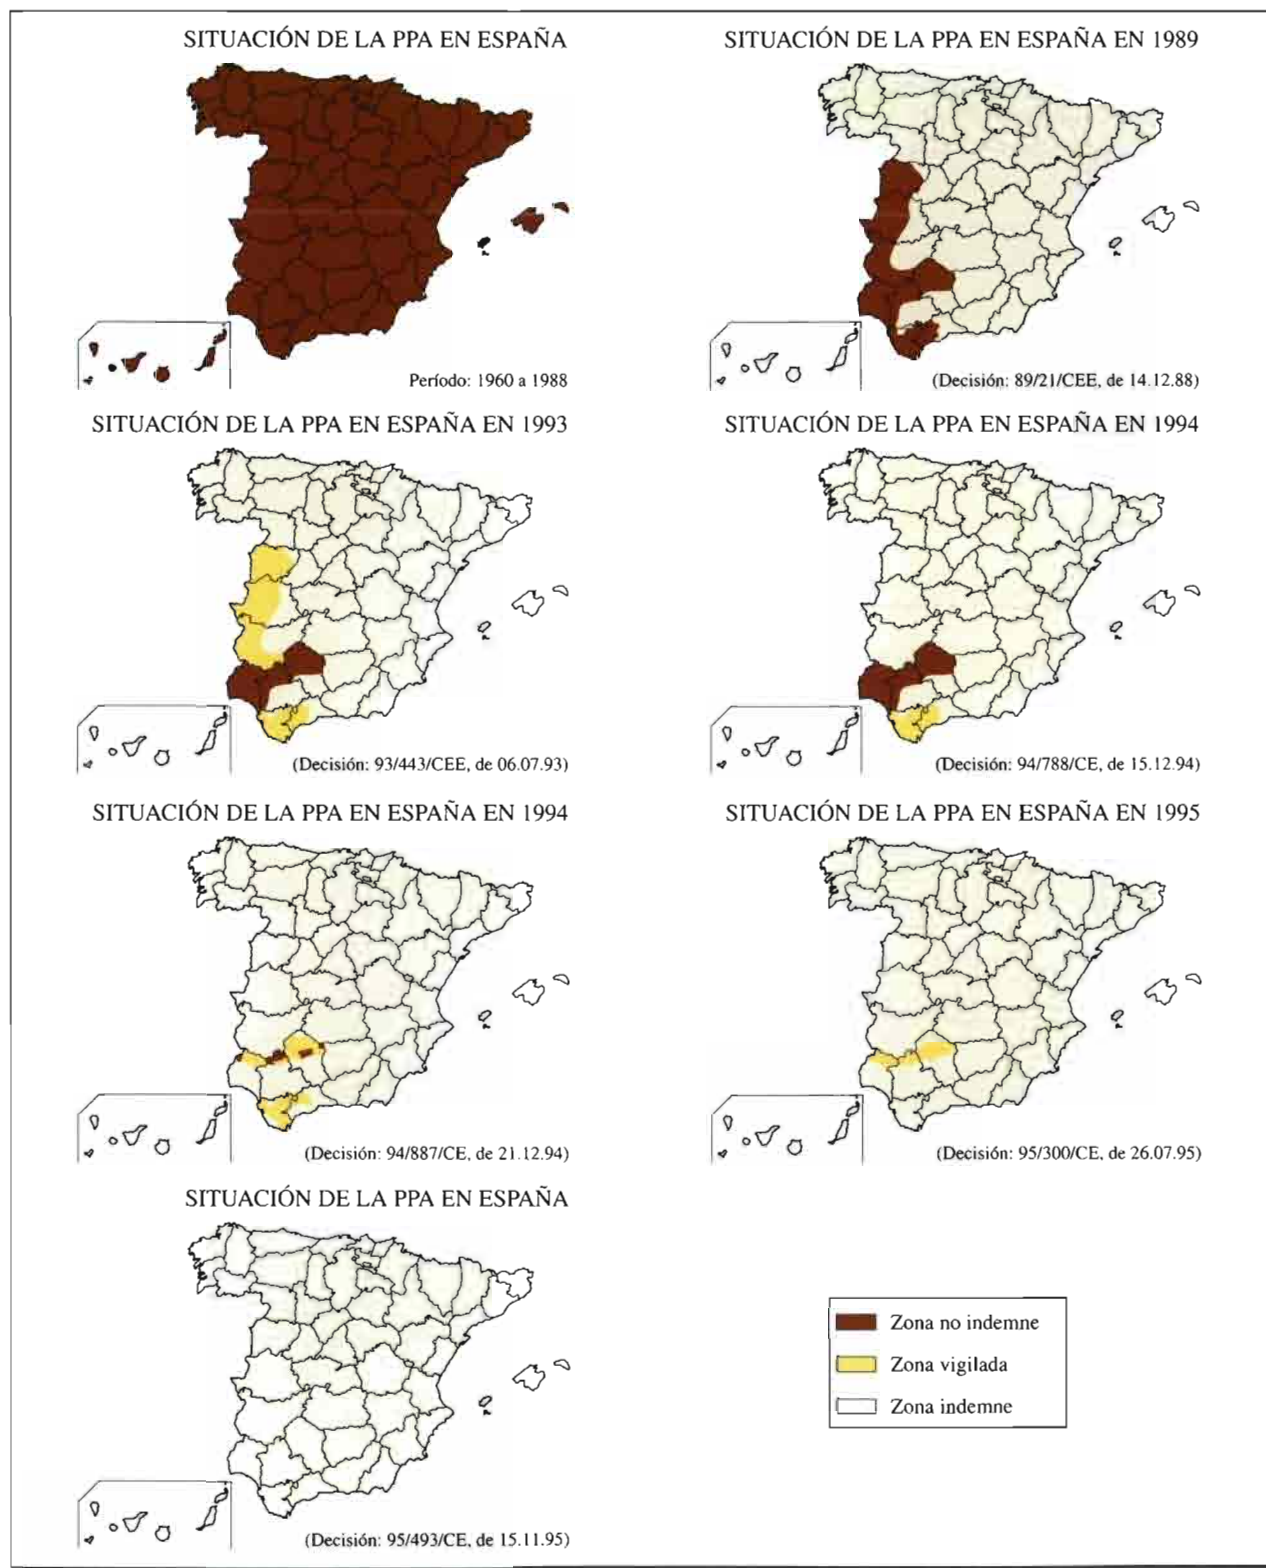 SITUACIÓN DE LA PPA EN ESPAÑA
Período: 1960 a 1988
SITUACIÓN DE LA PPA EN ESPAÑA EN 1989
(Decisión: 89/21/CEE, de 14.12.88)
SITUACIÓN DE LA PPA EN ESPAÑA EN 1993
(Decisión: 93/443/CEE, de 06.07.93)
SITUACIÓN DE LA PPA EN ESPAÑA EN 1994
(Decisión: 94/788/CE, de 15.12.94)
SITUACIÓN DE LA PPA EN ESPAÑA EN 1994
(Decisión: 94/887/CE, de 21.12.94)
SITUACIÓN DE LA PPA EN ESPAÑA EN 1995
(Decisión: 95/300/CE, de 26.07.95)
SITUACIÓN DE LA PPA EN ESPAÑA
(Decisión: 95/493/CE, de 15.11.95)
Zona no indemne
Zona vigilada
Zona indemne